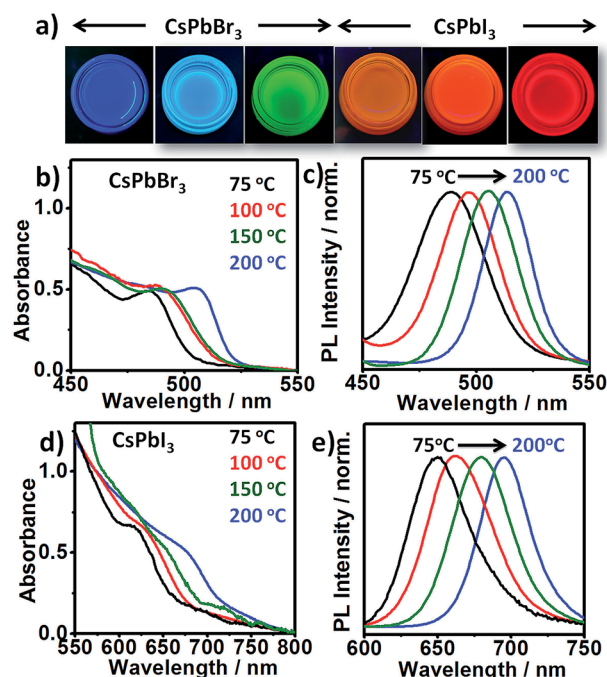 a) CsPbBr3 CsPbI3
b) CsPbBr3
75 °C
100 °C
150 °C
200 °C
Absorbance
1.0
0.5
0.0
450 500 550
Wavelength / nm
c) 75 °C 200 °C
PL Intensity / norm.
450 500 550
Wavelength / nm
d) CsPbI3
75 °C
100 °C
150 °C
200 °C
Absorbance
1.0
0.5
0.0
550 600 650 700 750 800
Wavelength / nm
e) 75°C 200°C
PL Intensity / norm.
600 650 700 750
Wavelength / nm